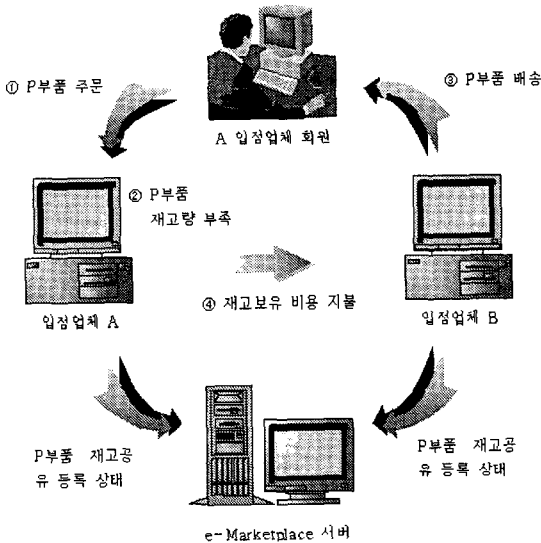 ① P부품 주문
③ P부품 배송
A 입점업체 회원
② P부품
재고량 부족
④ 재고보유 비용 지불
입점업체 A
입점업체 B
P부품 재고공
유 등록 상태
P부품 재고공
유 등록 상태
e-Marketplace 서버